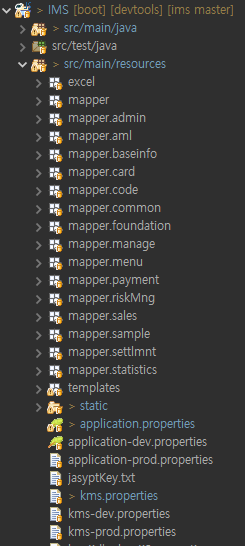 > IMS [boot] [devtools] [ims master]
> src/main/java
src/test/java
> src/main/resources
excel
mapper
mapper.admin
mapper.aml
mapper.baseinfo
mapper.card
mapper.code
mapper.common
mapper.foundation
mapper.manage
mapper.menu
mapper.payment
mapper.riskMng
mapper.sales
mapper.sample
mapper.settlmnt
mapper.statistics
templates
> static
> application.properties
application-dev.properties
application-prod.properties
jasyptKey.txt
> kms.properties
kms-dev.properties
kms-prod.properties